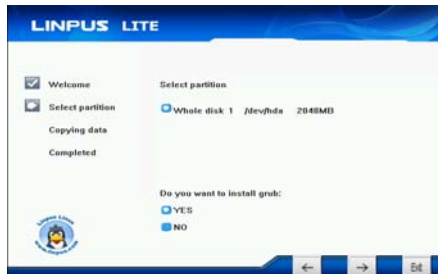 LINPUS LITE
Welcome
Select partition
Copying data
Completed
Select partition
Whole disk 1 /dev/hda 2048MB
Do you want to install grub:
YES
NO
Linpus Linux
www.linpus.com
← → Exit